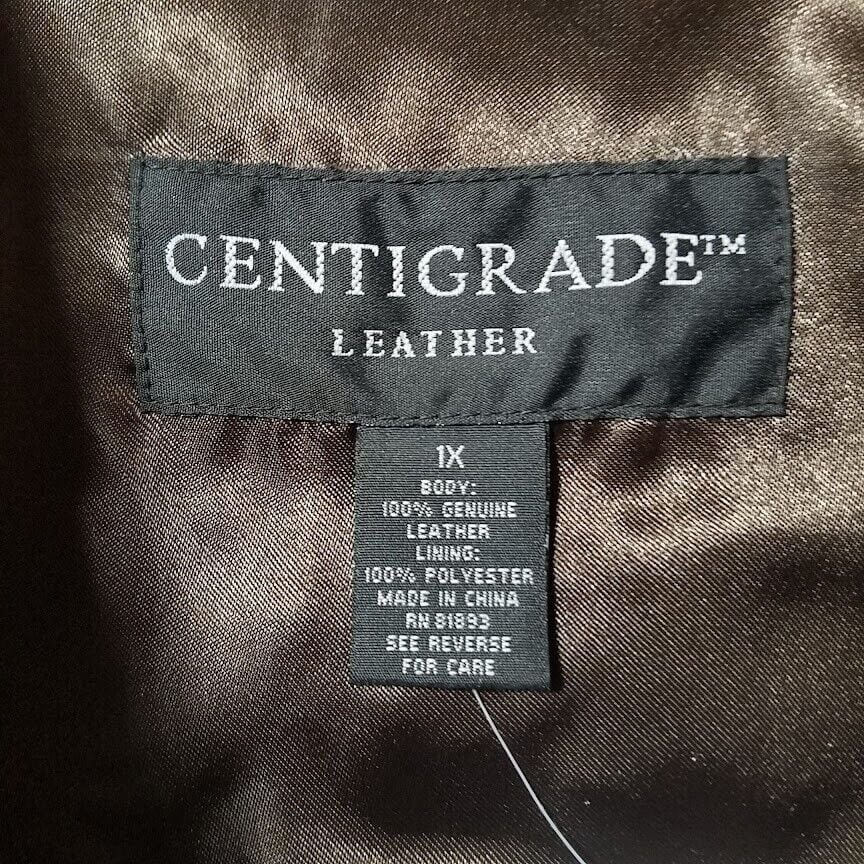 CENTIGRADE™
LEATHER
1X
BODY:
100% GENUINE
LEATHER
LINING:
100% POLYESTER
MADE IN CHINA
RN 81893
SEE REVERSE
FOR CARE